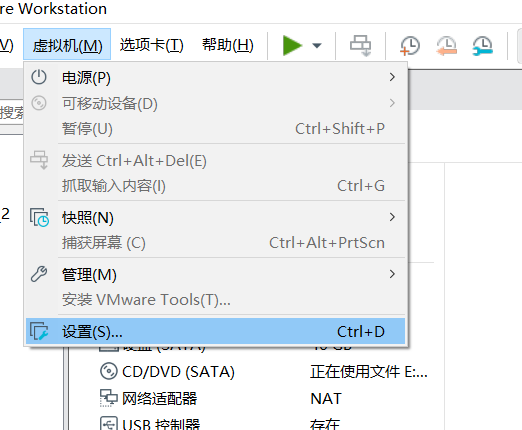 re Workstation
V) 虚拟机(M) 选项卡(T) 帮助(H)
电源(P)
可移动设备(D)
搜索
暂停(U) Ctrl+Shift+P
发送 Ctrl+Alt+Del(E)
抓取输入内容(I) Ctrl+G
_2 快照(N)
捕获屏幕 (C) Ctrl+Alt+PrtScn
管理(M)
安装 VMware Tools(T)...
设置(S)... Ctrl+D
CD/DVD (SATA) 正在使用文件 E:...
网络适配器 NAT
USB 控制器 存在